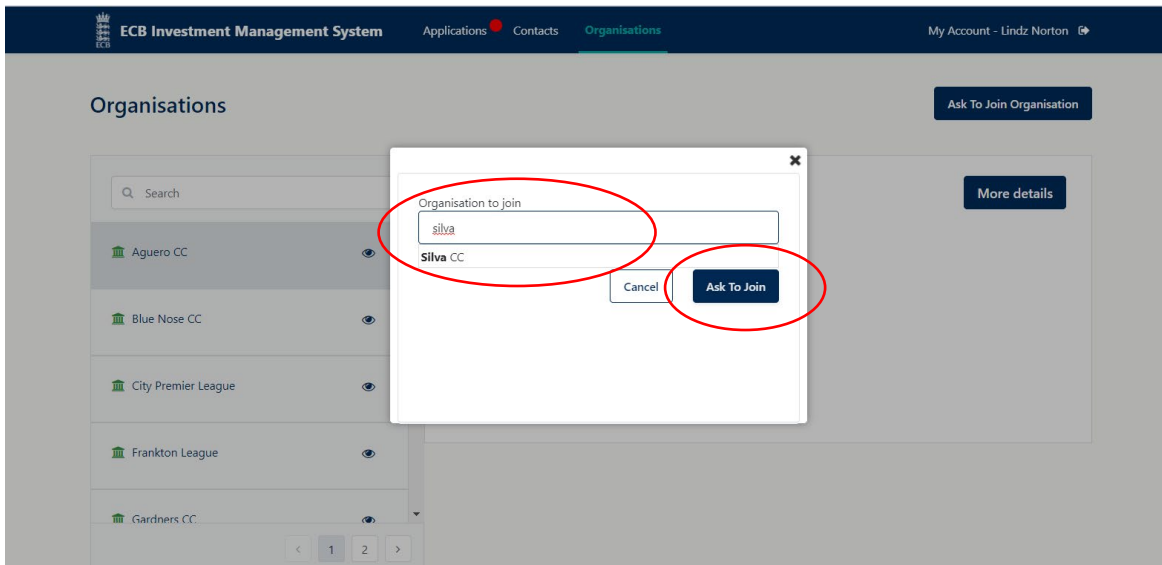 ECB
ECB Investment Management System Applications Contacts Organisations My Account - Lindz Norton
Organisations
Ask To Join Organisation
Search
Aguero CC
Blue Nose CC
City Premier League
Frankton League
Gardners CC
1 2
Organisation to join
silva
Silva CC
Cancel Ask To Join
More details